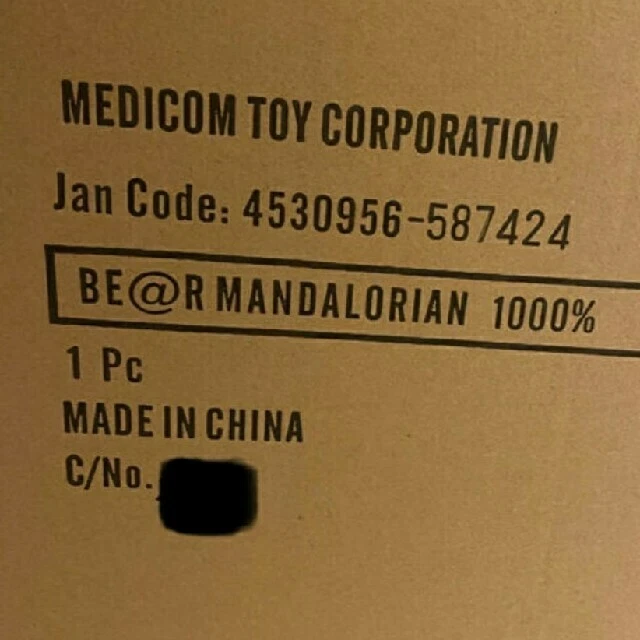 MEDICOM TOY CORPORATION
Jan Code: 4530956-587424
BE@R MANDALORIAN 1000%
1 Pc
MADE IN CHINA
C/No.